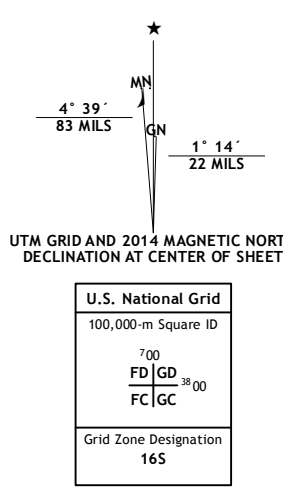 MN
4° 39´
83 MILS
GN
1° 14´
22 MILS
UTM GRID AND 2014 MAGNETIC NORT
DECLINATION AT CENTER OF SHEET
U.S. National Grid
100,000-m Square ID
700
FD GD
3800
FC GC
Grid Zone Designation
16S